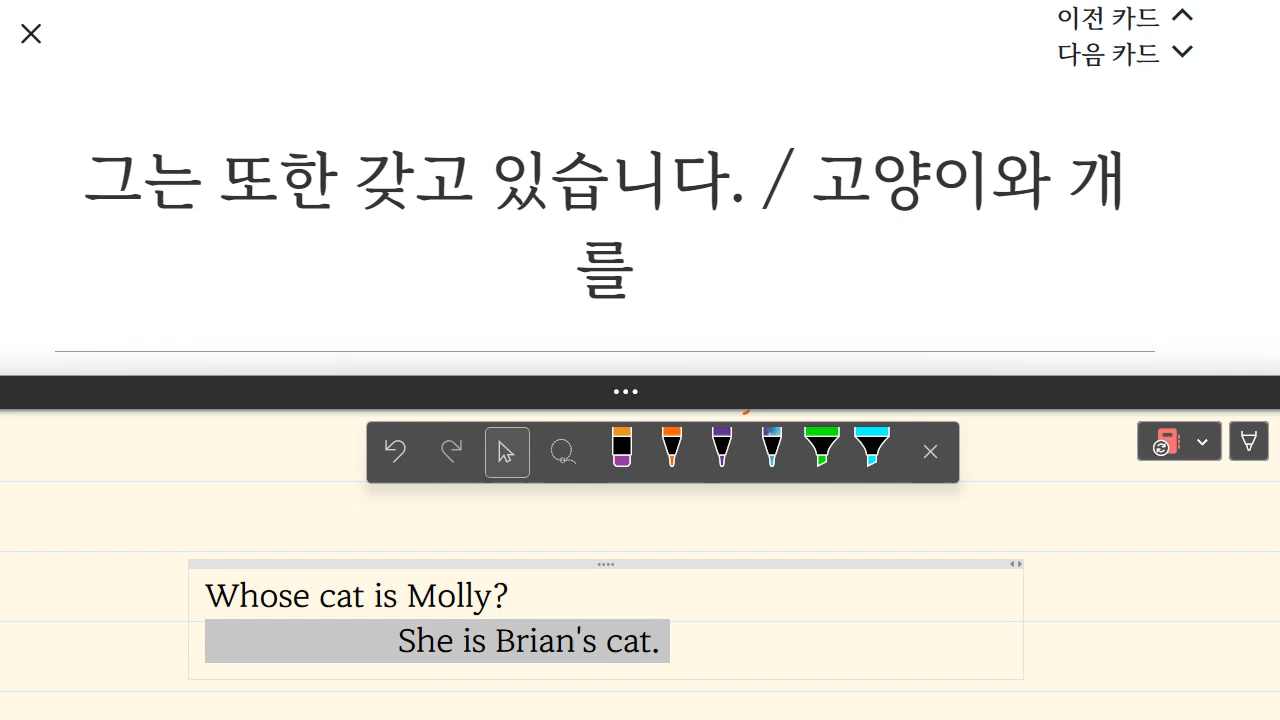 이전 카드
다음 카드
그는 또한 갖고 있습니다. / 고양이와 개
를
Whose cat is Molly?
She is Brian's cat.